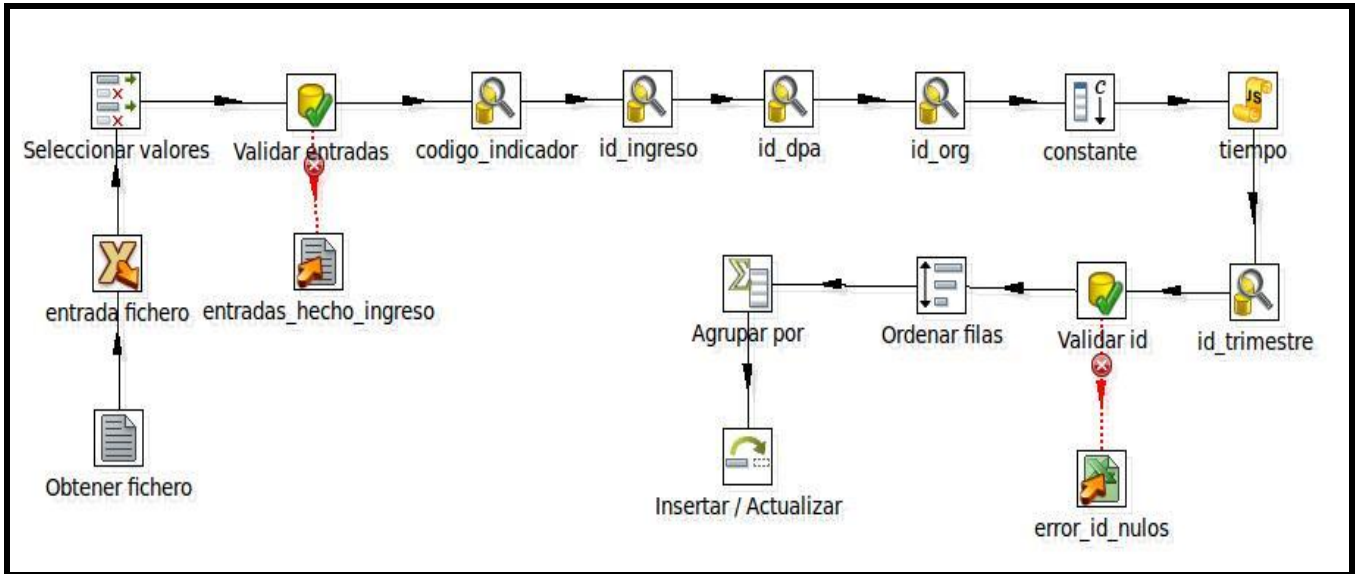 Seleccionar valores
Validar entradas
codigo_indicador
id_ingreso
id_dpa
id_org
C
constante
JS
tiempo
entrada fichero
entradas_hecho_ingreso
Agrupar por
Ordenar filas
Validar id
id_trimestre
Obtener fichero
Insertar / Actualizar
error_id_nulos